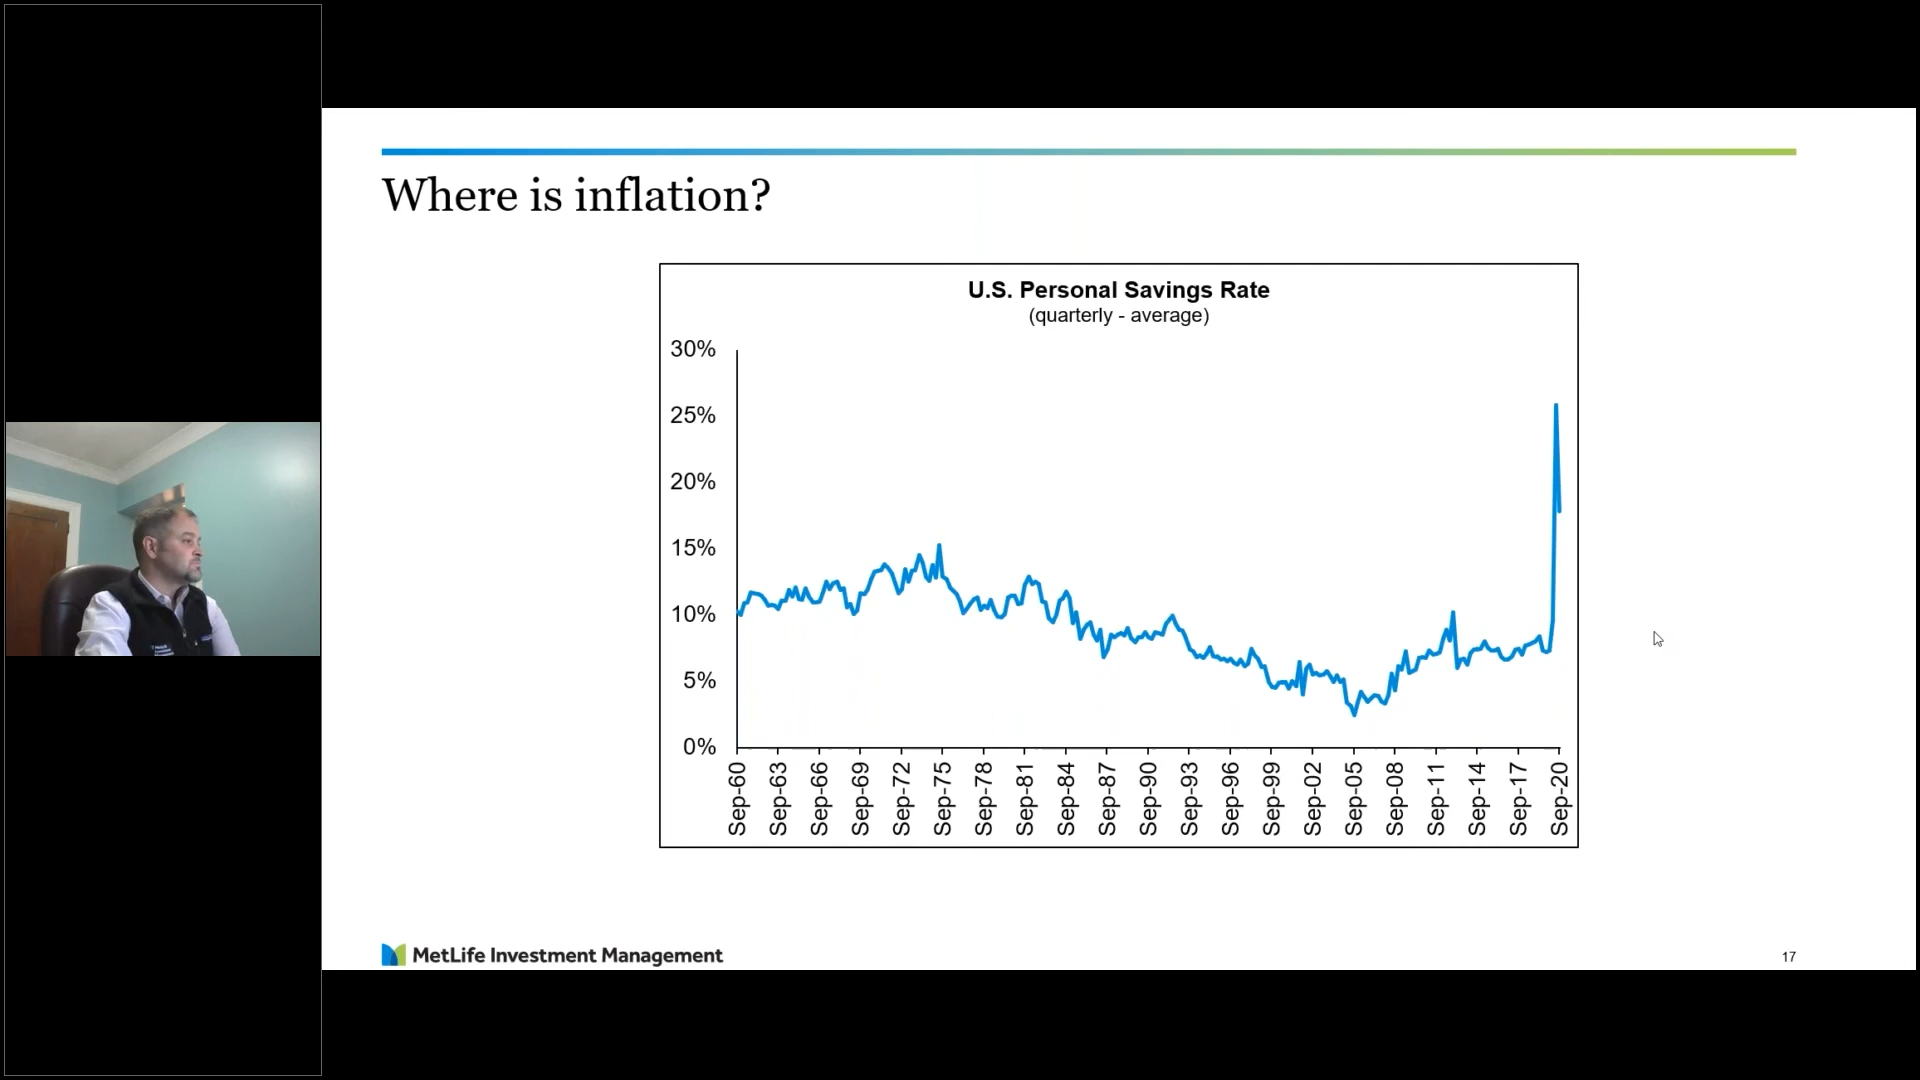 Where is inflation?
U.S. Personal Savings Rate
(quarterly - average)
30%
25%
20%
15%
10%
5%
0%
Sep-60
Sep-63
Sep-66
Sep-69
Sep-72
Sep-75
Sep-78
Sep-81
Sep-84
Sep-87
Sep-90
Sep-93
Sep-96
Sep-99
Sep-02
Sep-05
Sep-08
Sep-11
Sep-14
Sep-17
Sep-20
MetLife Investment Management
17